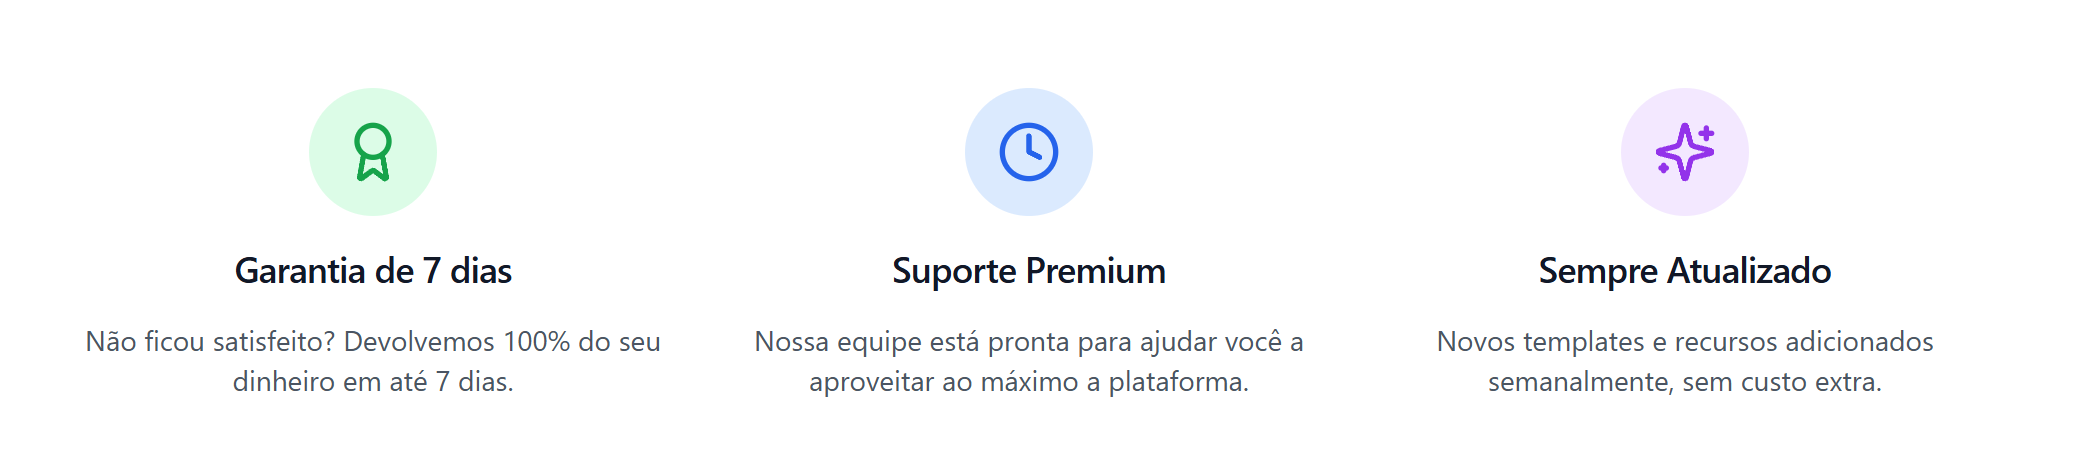 Garantia de 7 dias
Não ficou satisfeito? Devolvemos 100% do seu
dinheiro em até 7 dias.
Suporte Premium
Nossa equipe está pronta para ajudar você a
aproveitar ao máximo a plataforma.
Sempre Atualizado
Novos templates e recursos adicionados
semanalmente, sem custo extra.